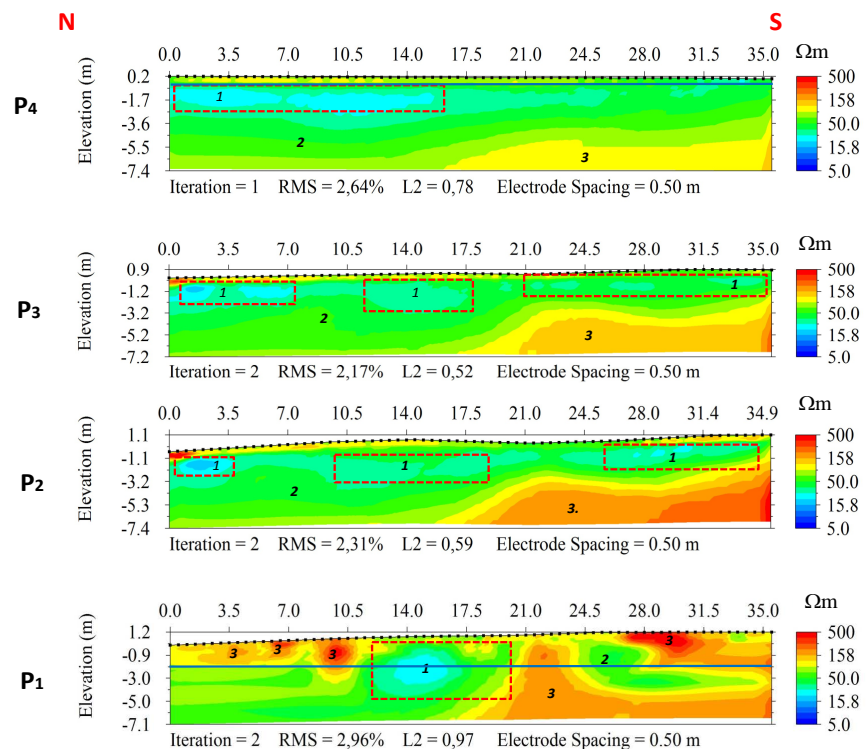 N S
0.0 3.5 7.0 10.5 14.0 17.5 21.0 24.5 28.0 31.5 35.0 Ωm
P4
Elevation (m)
0.2
-1.7
-3.6
-5.5
-7.4
1
2
3
500
158
50.0
15.8
5.0
Iteration = 1 RMS = 2,64% L2 = 0,78 Electrode Spacing = 0.50 m
0.0 3.5 7.0 10.5 14.0 17.5 21.0 24.5 28.0 31.5 35.0 Ωm
P3
Elevation (m)
0.9
-1.2
-3.2
-5.2
-7.2
1 1 1
2
3
500
158
50.0
15.8
5.0
Iteration = 2 RMS = 2,17% L2 = 0,52 Electrode Spacing = 0.50 m
0.0 3.5 7.0 10.5 14.0 17.5 21.0 24.5 28.0 31.4 34.9 Ωm
P2
Elevation (m)
1.1
-1.1
-3.2
-5.3
-7.4
1 1 1
2
3.
500
158
50.0
15.8
5.0
Iteration = 2 RMS = 2,31% L2 = 0,59 Electrode Spacing = 0.50 m
0.0 3.5 7.0 10.5 14.0 17.5 21.0 24.5 28.0 31.5 35.0 Ωm
P1
Elevation (m)
1.2
-0.9
-3.0
-5.0
-7.1
3 3 3 1 2 3
3
500
158
50.0
15.8
5.0
Iteration = 2 RMS = 2,96% L2 = 0,97 Electrode Spacing = 0.50 m